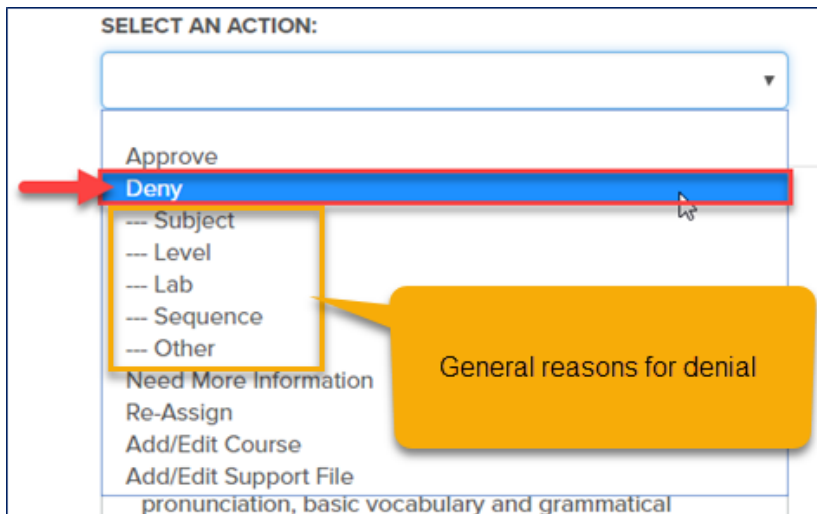 SELECT AN ACTION:
Approve
Deny
--- Subject
--- Level
--- Lab
--- Sequence
--- Other
General reasons for denial
Need More Information
Re-Assign
Add/Edit Course
Add/Edit Support File
pronunciation, basic vocabulary and grammatical